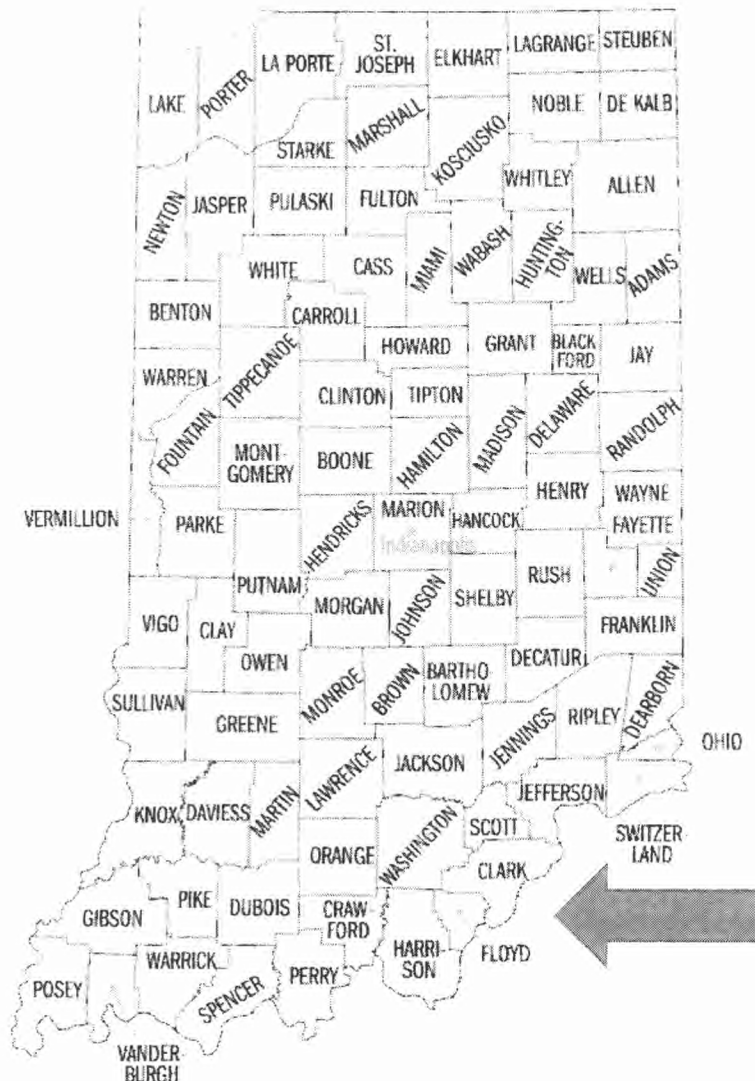 ST.
JOSEPH
LAGRANGE
STEUBEN
LA PORTE
ELKHART
LAKE
PORTER
NOBLE
DE KALB
MARSHALL
STARKE
KOSCIUSKO
WHITLEY
ALLEN
NEWTON
JASPER
PULASKI
FULTON
WHITE
CASS
MIAMI
WABASH
HUNTING-
TON
WELLS
ADAMS
BENTON
CARROLL
HOWARD
GRANT
BLACK
FORD
JAY
WARREN
TIPPECANOE
CLINTON
TIPTON
FOUNTAIN
MONT-
GOMERY
BOONE
HAMILTON
MADISON
DELAWARE
RANDOLPH
HENRY
WAYNE
VERMILLION
PARKE
HENDRICKS
MARION
Indianapolis
HANCOCK
FAYETTE
PUTNAM
MORGAN
JOHNSON
SHELBY
RUSH
UNION
VIGO
CLAY
OWEN
FRANKLIN
DECATUR
SULLIVAN
GREENE
MONROE
BROWN
BARTHO-
LOMEW
JENNINGS
RIPLEY
DEARBORN
OHIO
KNOX
DAVIESS
MARTIN
LAWRENCE
JACKSON
JEFFERSON
SWITZER
LAND
ORANGE
WASHINGTON
SCOTT
CLARK
GIBSON
PIKE
DUBOIS
CRAW
FORD
HARRI
SON
FLOYD
POSEY
WARRICK
SPENCER
PERRY
VANDER-
BURGH